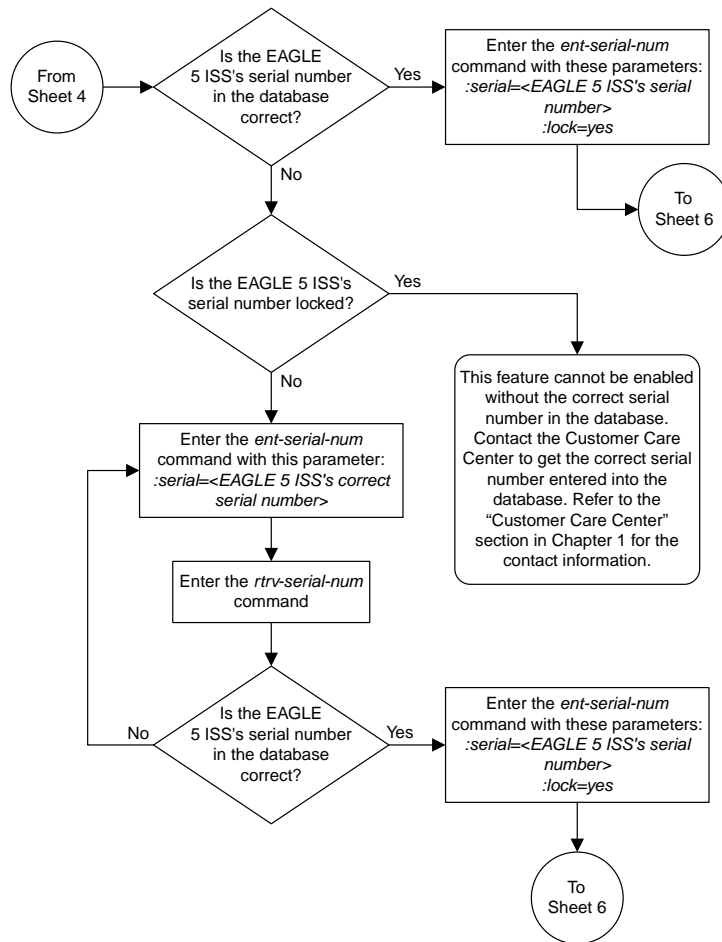 From
Sheet 4
Is the EAGLE
5 ISS's serial number
in the database
correct?
Yes
Enter the ent-serial-num
command with these parameters:
:serial=<EAGLE 5 ISS's serial
number>
:lock=yes
No
To
Sheet 6
Is the EAGLE 5 ISS's
serial number locked?
Yes
No
This feature cannot be enabled
without the correct serial
number in the database.
Contact the Customer Care
Center to get the correct serial
number entered into the
database. Refer to the
“Customer Care Center”
section in Chapter 1 for the
contact information.
Enter the ent-serial-num
command with this parameter:
:serial=<EAGLE 5 ISS's correct
serial number>
Enter the rtrv-serial-num
command
Is the EAGLE
5 ISS's serial number
in the database
correct?
No
Yes
Enter the ent-serial-num
command with these parameters:
:serial=<EAGLE 5 ISS's serial
number>
:lock=yes
To
Sheet 6